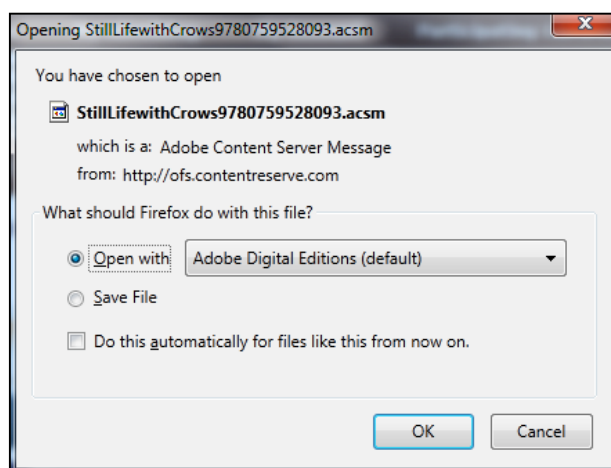 Opening StillLifewithCrows9780759528093.acsm
You have chosen to open
StillLifewithCrows9780759528093.acsm
which is a: Adobe Content Server Message
from: http://ofs.contentreserve.com
What should Firefox do with this file?
Open with Adobe Digital Editions (default)
Save File
Do this automatically for files like this from now on.
OK Cancel